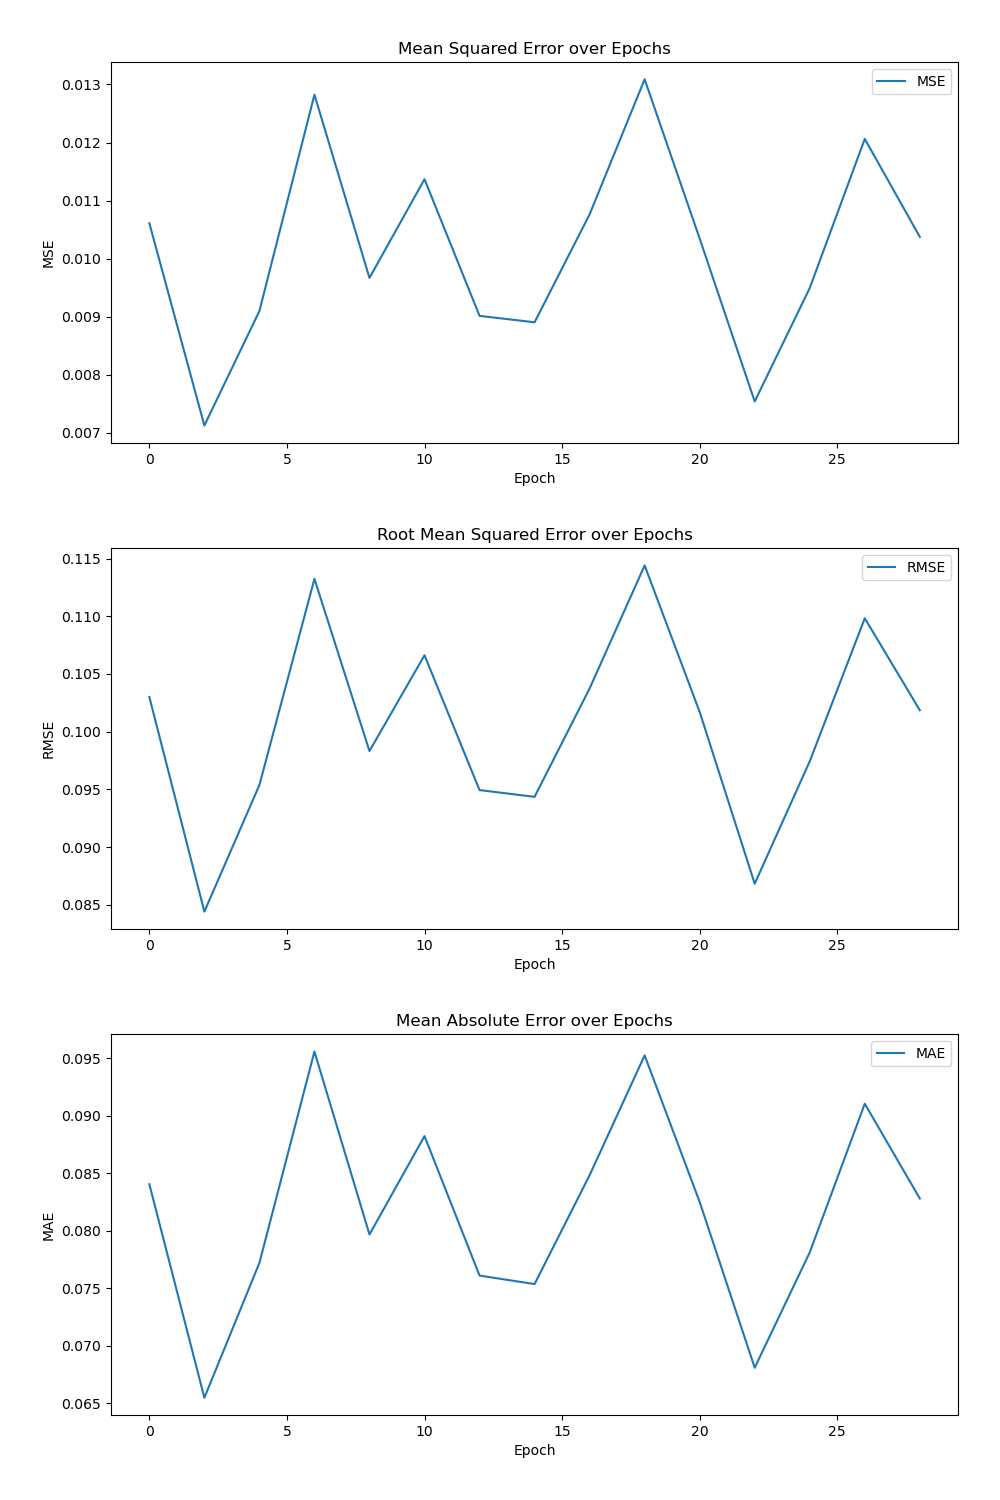 Mean Squared Error over Epochs
MSE
0.013
0.012
0.011
0.010
0.009
0.008
0.007
MSE
0 5 10 15 20 25
Epoch
Root Mean Squared Error over Epochs
RMSE
0.115
0.110
0.105
0.100
0.095
0.090
0.085
RMSE
0 5 10 15 20 25
Epoch
Mean Absolute Error over Epochs
MAE
0.095
0.090
0.085
0.080
0.075
0.070
0.065
MAE
0 5 10 15 20 25
Epoch